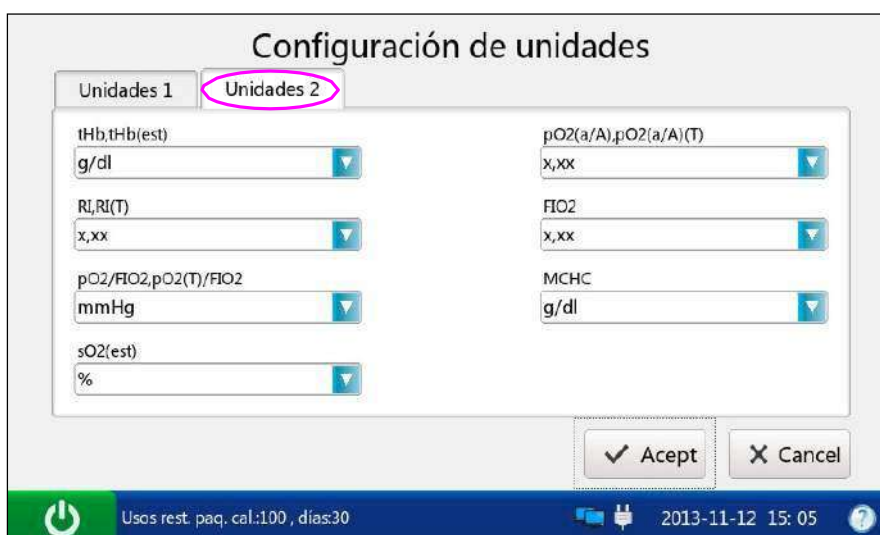 Configuración de unidades
Unidades 1
Unidades 2
tHb,tHb(est)
g/dl
pO2(a/A),pO2(a/A)(T)
x,xx
RI,RI(T)
x,xx
FIO2
x,xx
pO2/FIO2,pO2(T)/FIO2
mmHg
MCHC
g/dl
sO2(est)
%
Acept
Cancel
Usos rest. paq. cal.:100 , días:30
2013-11-12 15: 05
?